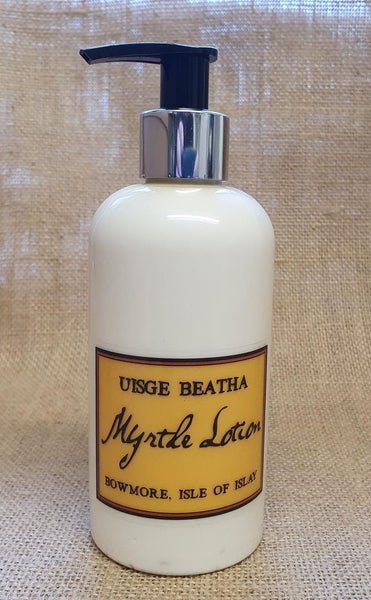 UISGE BEATHA
Myrtle Lotion
BOWMORE, ISLE OF ISLAY